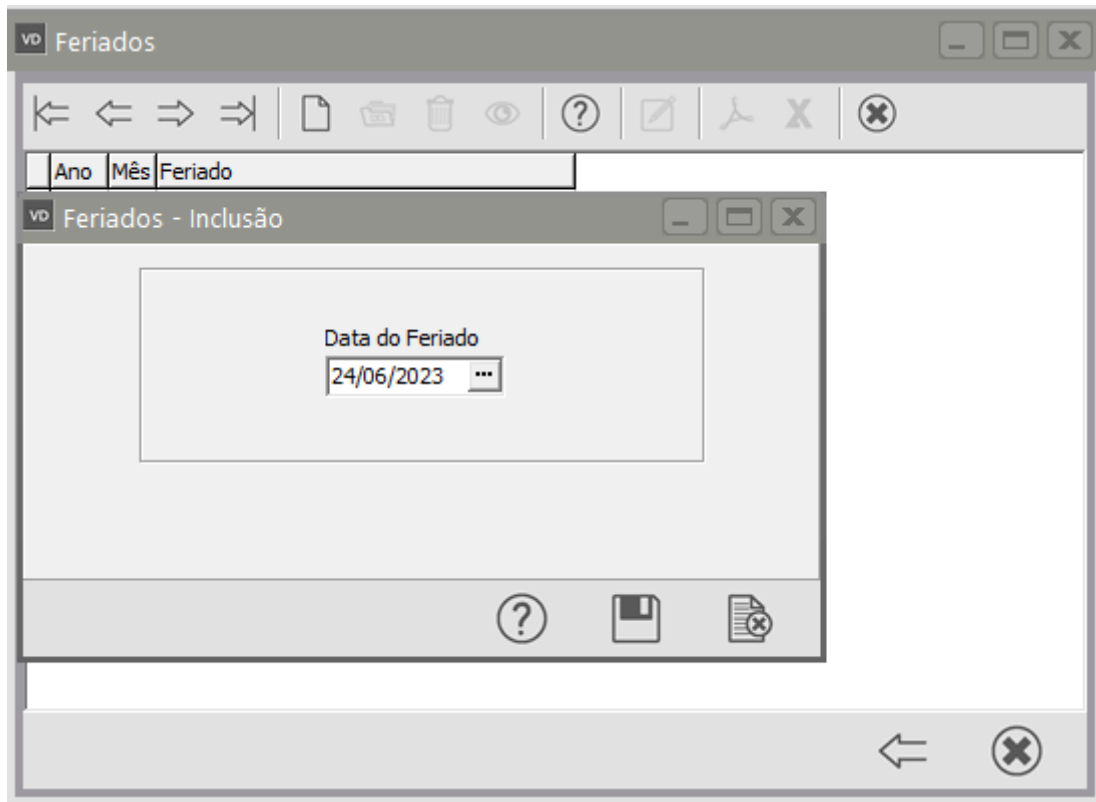 VD Feriados
Ano Mês Feriado
VD Feriados - Inclusão
Data do Feriado
24/06/2023 ...